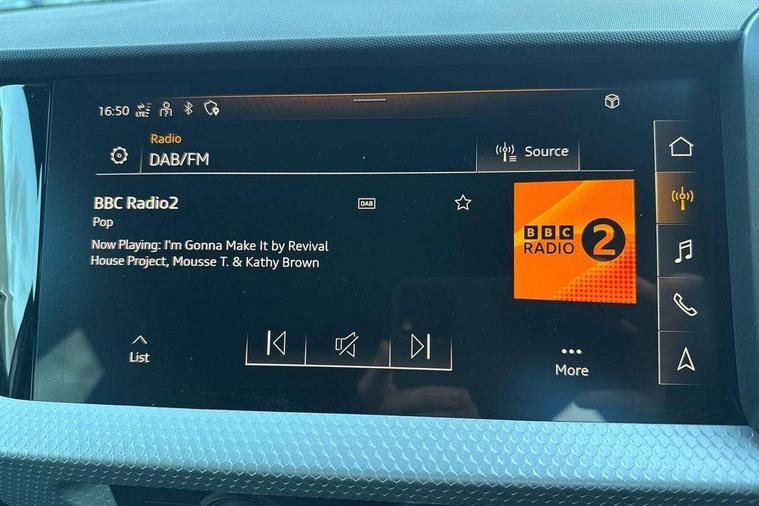 16:50 LTE
Radio
DAB/FM
Source
BBC Radio2
DAB
Pop
Now Playing: I'm Gonna Make It by Revival
House Project, Mousse T. & Kathy Brown
BBC
RADIO 2
List
More